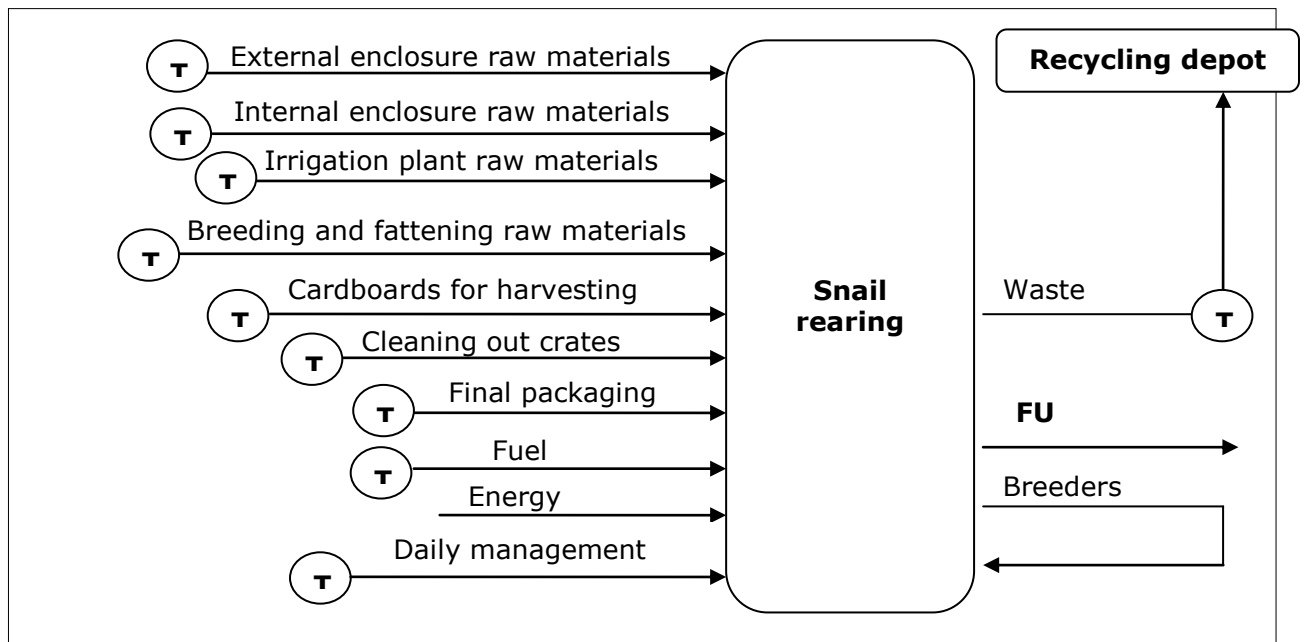 T External enclosure raw materials
T Internal enclosure raw materials
T Irrigation plant raw materials
T Breeding and fattening raw materials
T Cardboards for harvesting
T Cleaning out crates
T Final packaging
T Fuel
Energy
T Daily management
Snail
rearing
Recycling depot
Waste
T
FU
Breeders